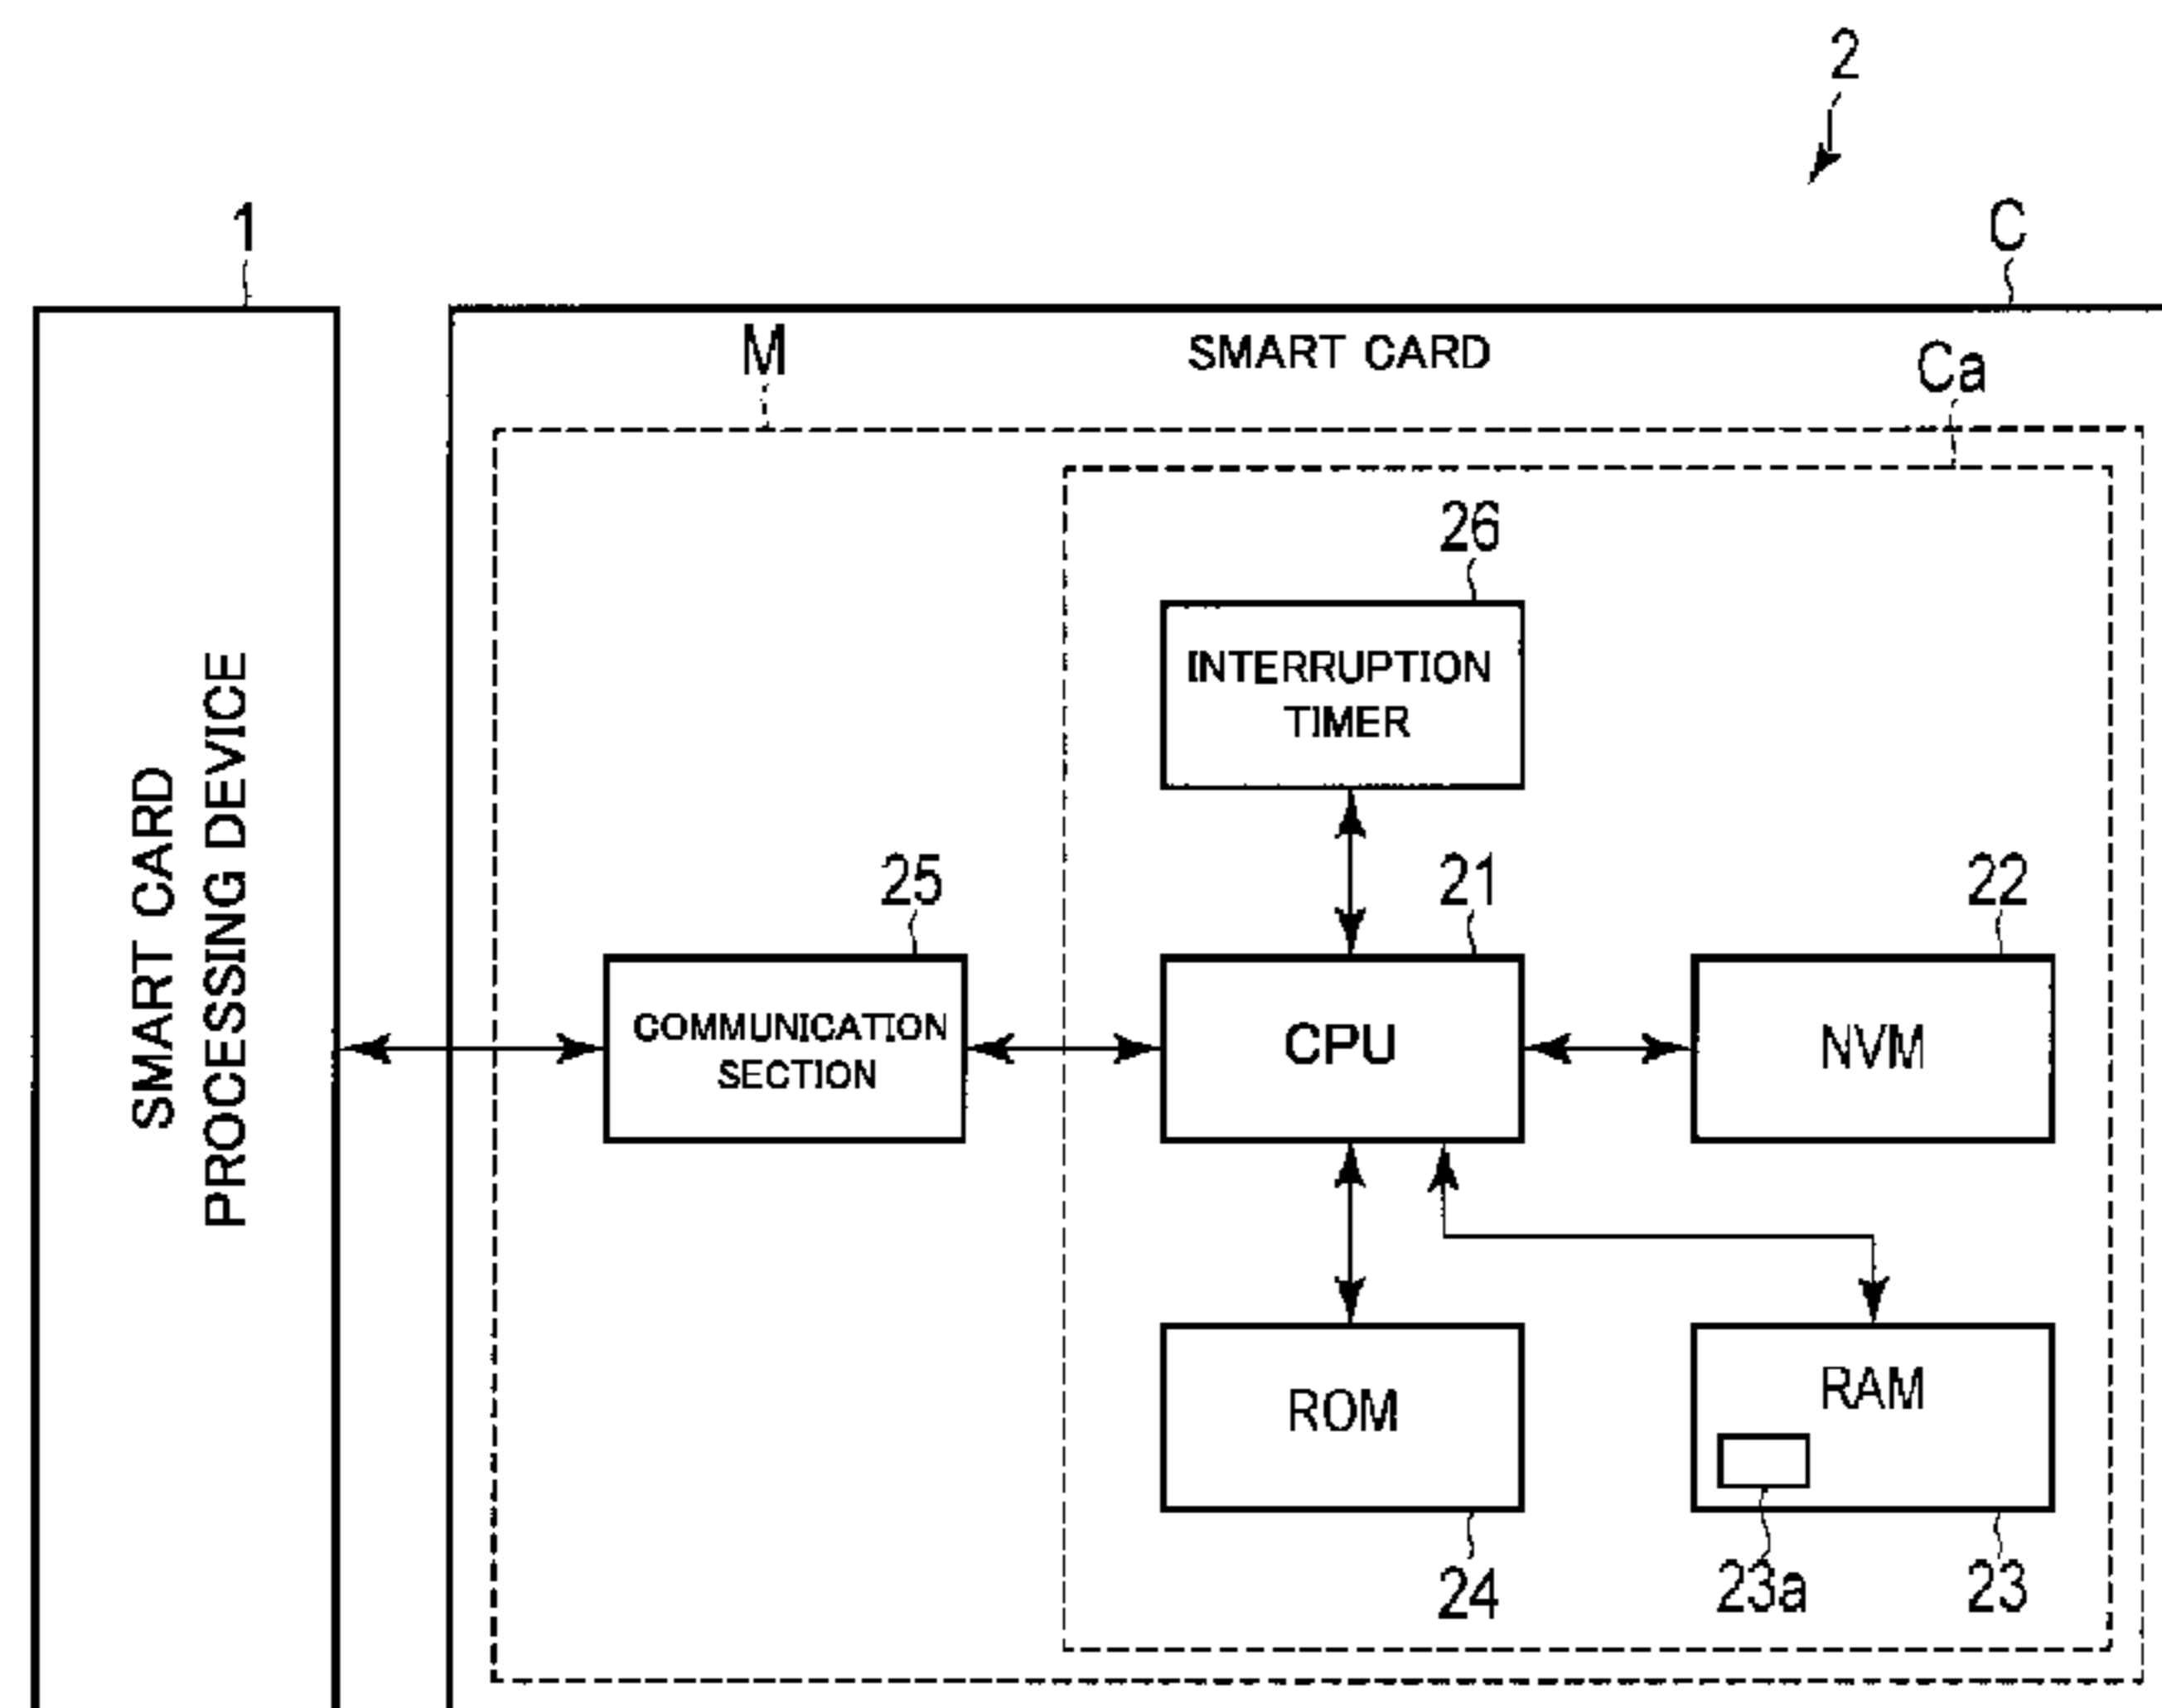 2
1
C
M
SMART CARD
Ca
26
INTERRUPTION
TIMER
SMART CARD
PROCESSING DEVICE
25
21
22
COMMUNICATION
SECTION
CPU
NVM
ROM
RAM
24
23a
23